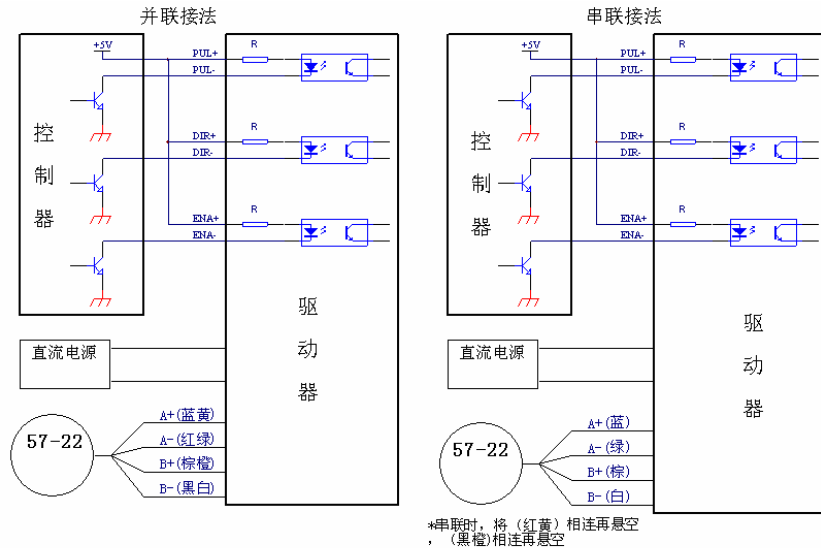 并联接法
+5V
R
PUL+
PUL-
控制器
R
DIR+
DIR-
R
ENA+
ENA-
驱动器
直流电源
57-22
A+(蓝黄)
A-(红绿)
B+(棕橙)
B-(黑白)
串联接法
+5V
R
PUL+
PUL-
控制器
R
DIR+
DIR-
R
ENA+
ENA-
驱动器
直流电源
57-22
A+(蓝)
A-(绿)
B+(棕)
B-(白)
*串联时，将（红黄）相连再悬空
，（黑橙)相连再悬空